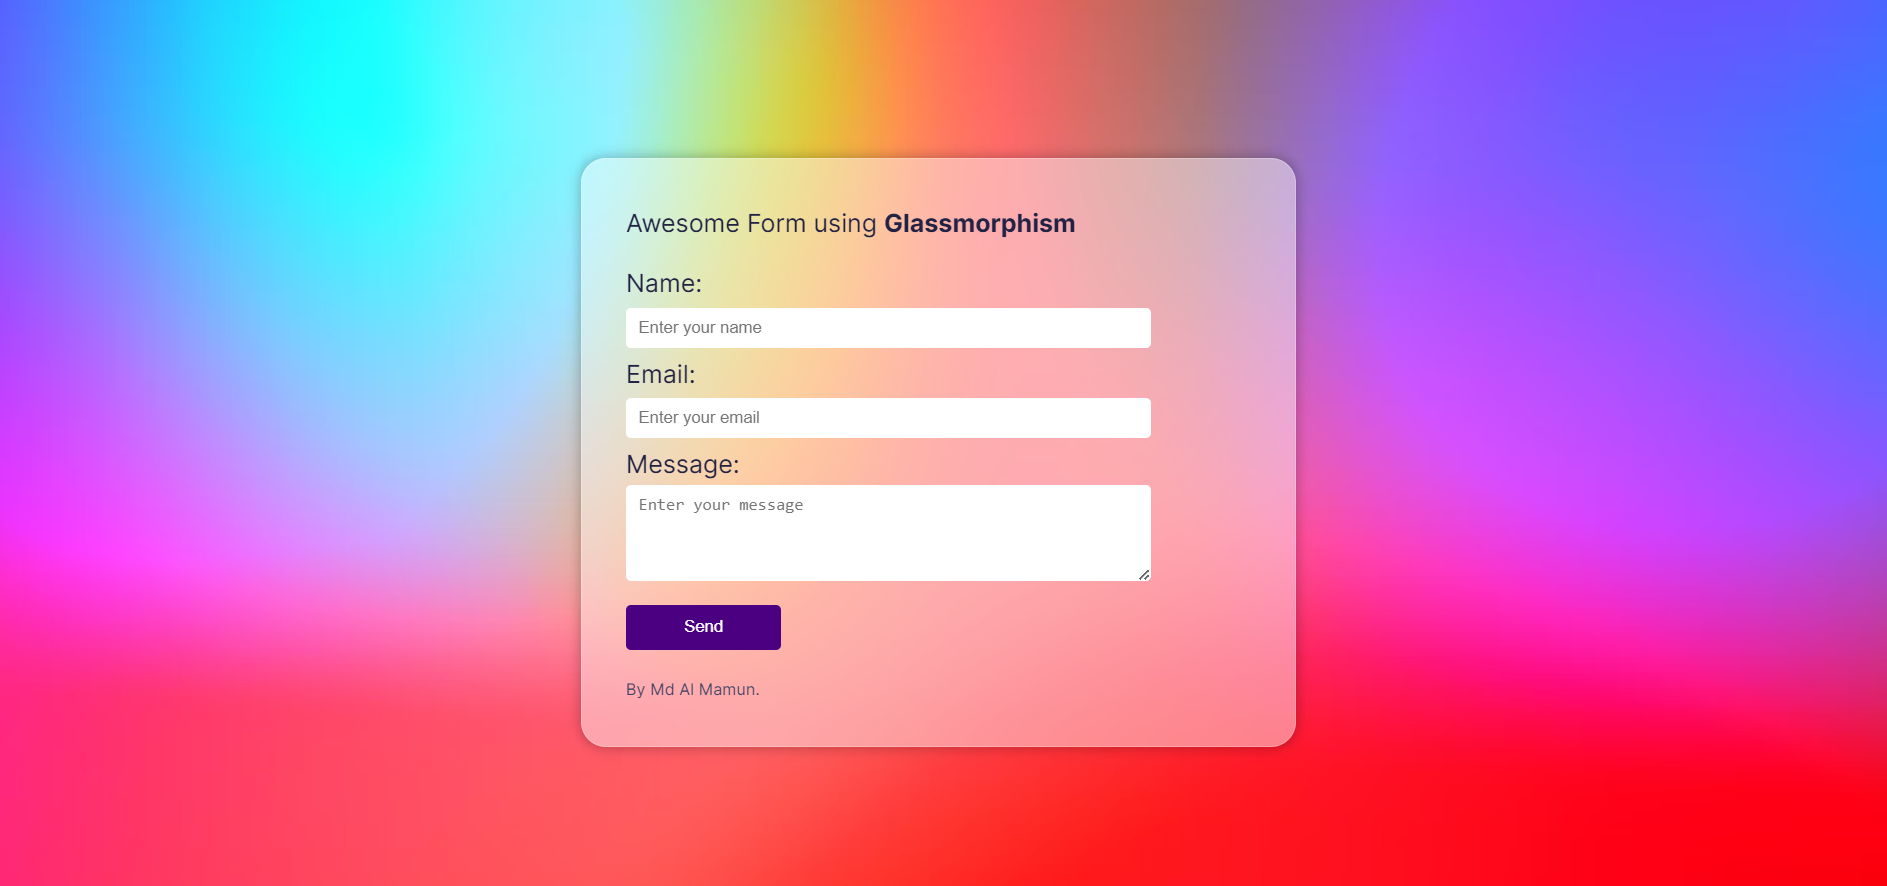 Awesome Form using Glassmorphism
Name:
Enter your name
Email:
Enter your email
Message:
Enter your message
Send
By Md Al Mamun.